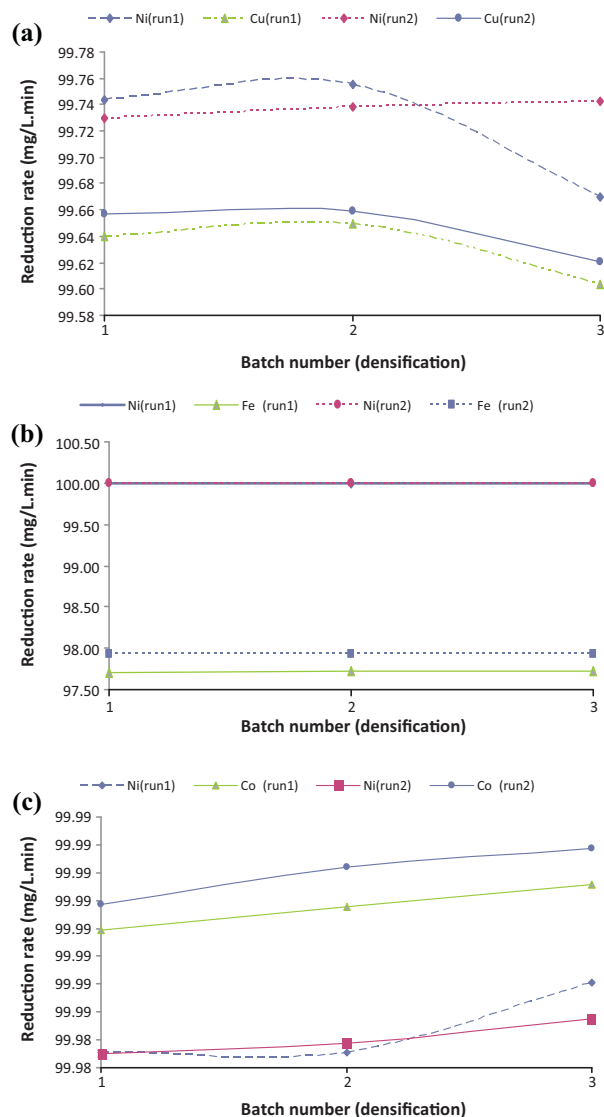 (a)
Ni(run1) Cu(run1) Ni(run2) Cu(run2)
Reduction rate (mg/L.min)
99.78
99.76
99.74
99.72
99.70
99.68
99.66
99.64
99.62
99.60
99.58
1 2 3
Batch number (densification)
(b)
Ni(run1) Fe (run1) Ni(run2) Fe (run2)
Reduction rate (mg/L.min)
100.50
100.00
99.50
99.00
98.50
98.00
97.50
1 2 3
Batch number (densification)
(c)
Ni(run1) Co (run1) Ni(run2) Co (run2)
Reduction rate (mg/L.min)
99.99
99.99
99.99
99.99
99.99
99.99
99.99
99.99
99.98
99.98
1 2 3
Batch number (densification)